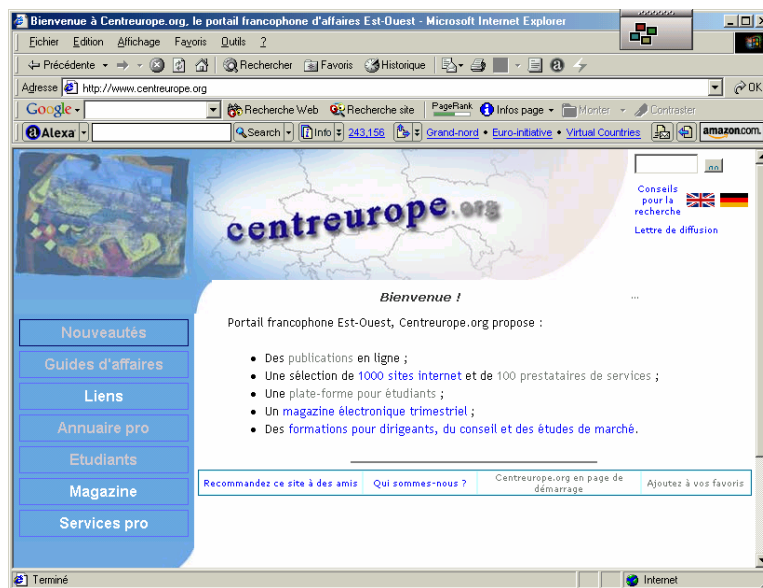 Bienvenue à Centreurope.org, le portail francophone d'affaires Est-Ouest - Microsoft Internet Explorer
Fichier Edition Affichage Favoris Outils ?
Précédente Rechercher Favoris Historique
Adresse http://www.centreurope.org OK
Google Recherche Web Recherche site PageRank Infos page Monter Contraster
Alexa Search Info 243,156 Grand-nord • Euro-initiative • Virtual Countries amazon.com.
centreurope.org
Conseils
pour la
recherche
Lettre de diffusion
Bienvenue !
...
Portail francophone Est-Ouest, Centreurope.org propose :
• Des publications en ligne ;
• Une sélection de 1000 sites internet et de 100 prestataires de services ;
• Une plate-forme pour étudiants ;
• Un magazine électronique trimestriel ;
• Des formations pour dirigeants, du conseil et des études de marché.
Nouveautés
Guides d'affaires
Liens
Annuaire pro
Etudiants
Magazine
Services pro
Recommandez ce site à des amis Qui sommes-nous ? Centreurope.org en page de
démarrage Ajoutez à vos favoris
Terminé Internet